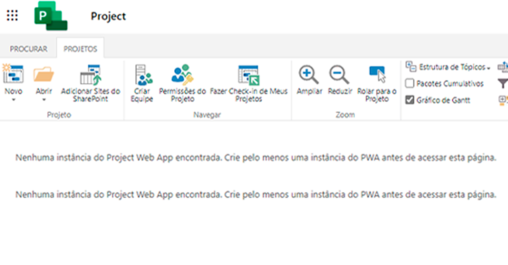 Project
PROCURAR PROJETOS
Novo Abrir Adicionar Sites do SharePoint Criar Equipe Permissões do Projeto Fazer Check-in de Meus Projetos Ampliar Reduzir Rolar para o Projeto
Estrutura de Tópicos
Pacotes Cumulativos
Gráfico de Gantt
Projeto Navegar Zoom
Nenhuma instância do Project Web App encontrada. Crie pelo menos uma instância do PWA antes de acessar esta página.
Nenhuma instância do Project Web App encontrada. Crie pelo menos uma instância do PWA antes de acessar esta página.